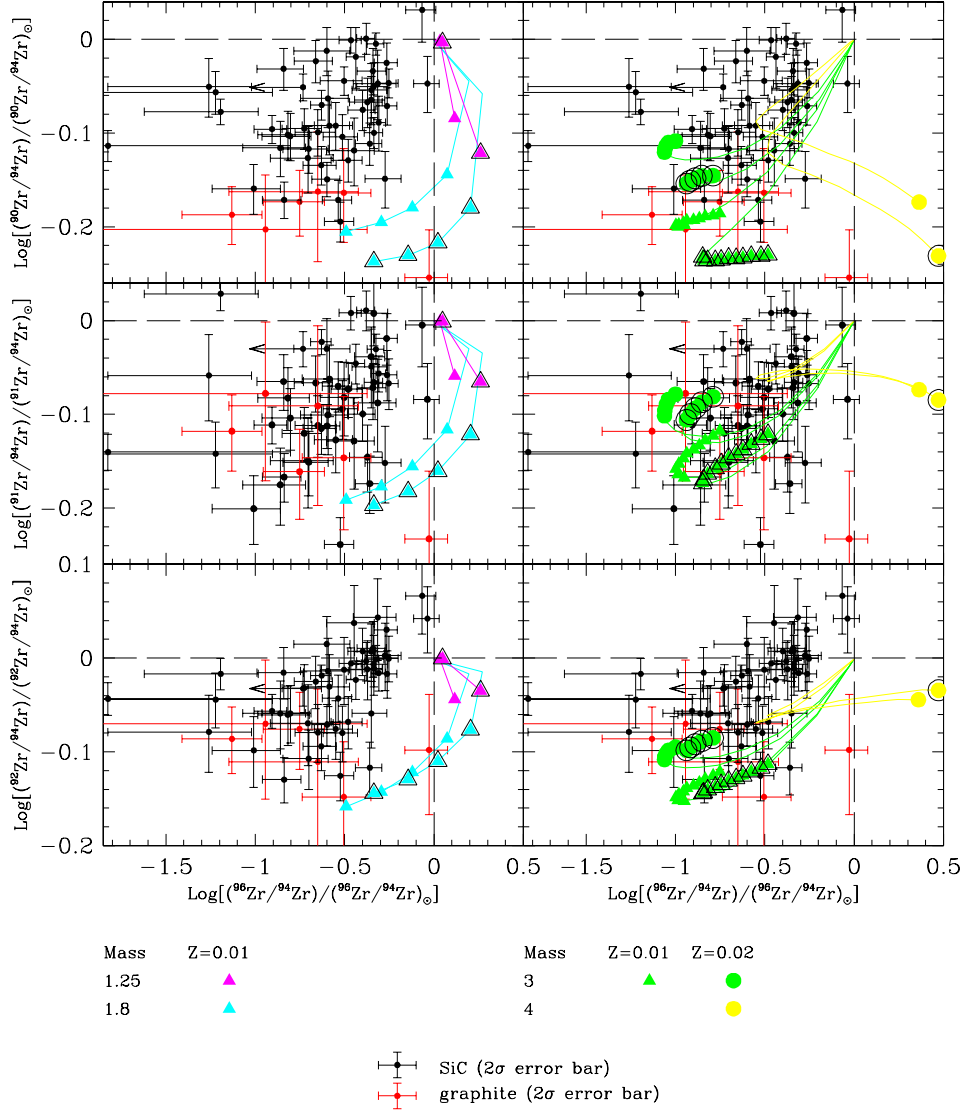 0
−0.1
−0.2
Log[(⁹⁰Zr/⁹⁴Zr)/(⁹⁰Zr/⁹⁴Zr)☉]
0
−0.1
−0.2
Log[(⁹¹Zr/⁹⁴Zr)/(⁹¹Zr/⁹⁴Zr)☉]
0.1
0
−0.1
−0.2
Log[(⁹²Zr/⁹⁴Zr)/(⁹²Zr/⁹⁴Zr)☉]
−1.5 −1 −0.5 0 0.5 −1.5 −1 −0.5 0 0.5
Log[(⁹⁶Zr/⁹⁴Zr)/(⁹⁶Zr/⁹⁴Zr)☉] Log[(⁹⁶Zr/⁹⁴Zr)/(⁹⁶Zr/⁹⁴Zr)☉]
Mass Z=0.01 Mass Z=0.01 Z=0.02
1.25 3
1.8 4
SiC (2σ error bar)
graphite (2σ error bar)